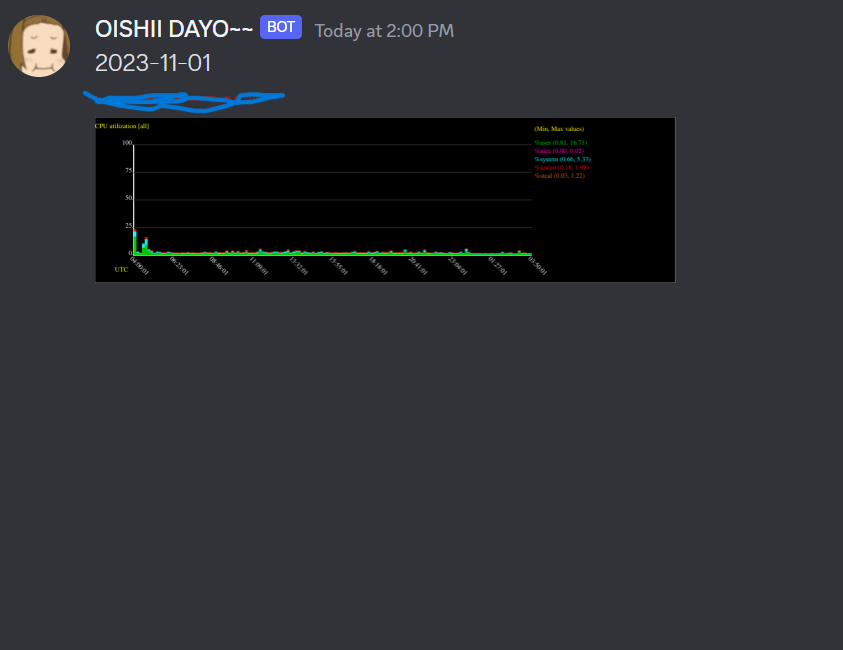 OISHII DAYO~~ BOT Today at 2:00 PM
2023-11-01
CPU utilization [all]
(Min, Max values)
100
%user (0.81, 16.71)
%nice (0.00, 0.02)
%system (0.66, 5.33)
%iowait (0.18, 1.98)
75
%steal (0.03, 1.22)
50
25
0
UTC
04:00:01 06:23:01 08:46:01 11:09:01 13:32:01 15:55:01 18:18:01 20:41:01 23:04:01 01:27:01 03:50:01